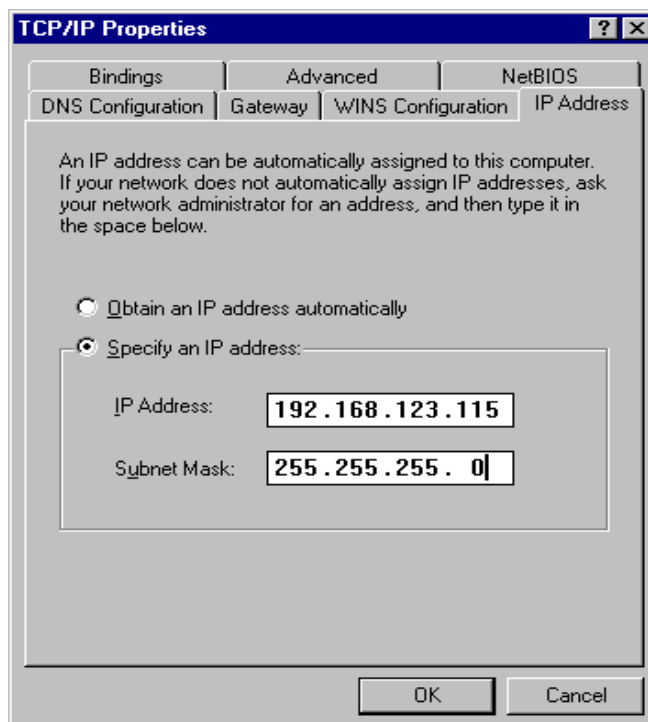 TCP/IP Properties
? X
Bindings Advanced NetBIOS
DNS Configuration Gateway WINS Configuration IP Address
An IP address can be automatically assigned to this computer.
If your network does not automatically assign IP addresses, ask
your network administrator for an address, and then type it in
the space below.
Obtain an IP address automatically
Specify an IP address:
IP Address: 192.168.123.115
Subnet Mask: 255.255.255. 0
OK Cancel